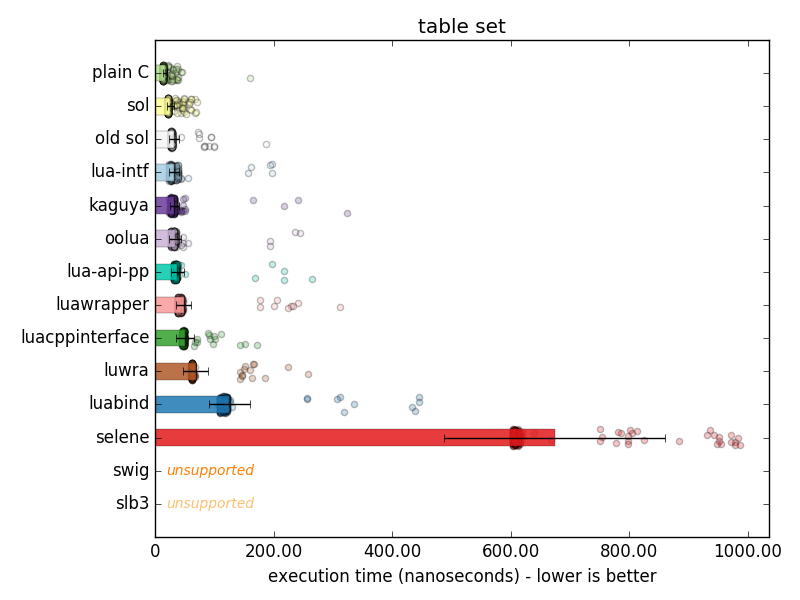 table set
plain C
sol
old sol
lua-intf
kaguya
oolua
lua-api-pp
luawrapper
luacppinterface
luwra
luabind
selene
swig unsupported
slb3 unsupported
0 200.00 400.00 600.00 800.00 1000.00
execution time (nanoseconds) - lower is better